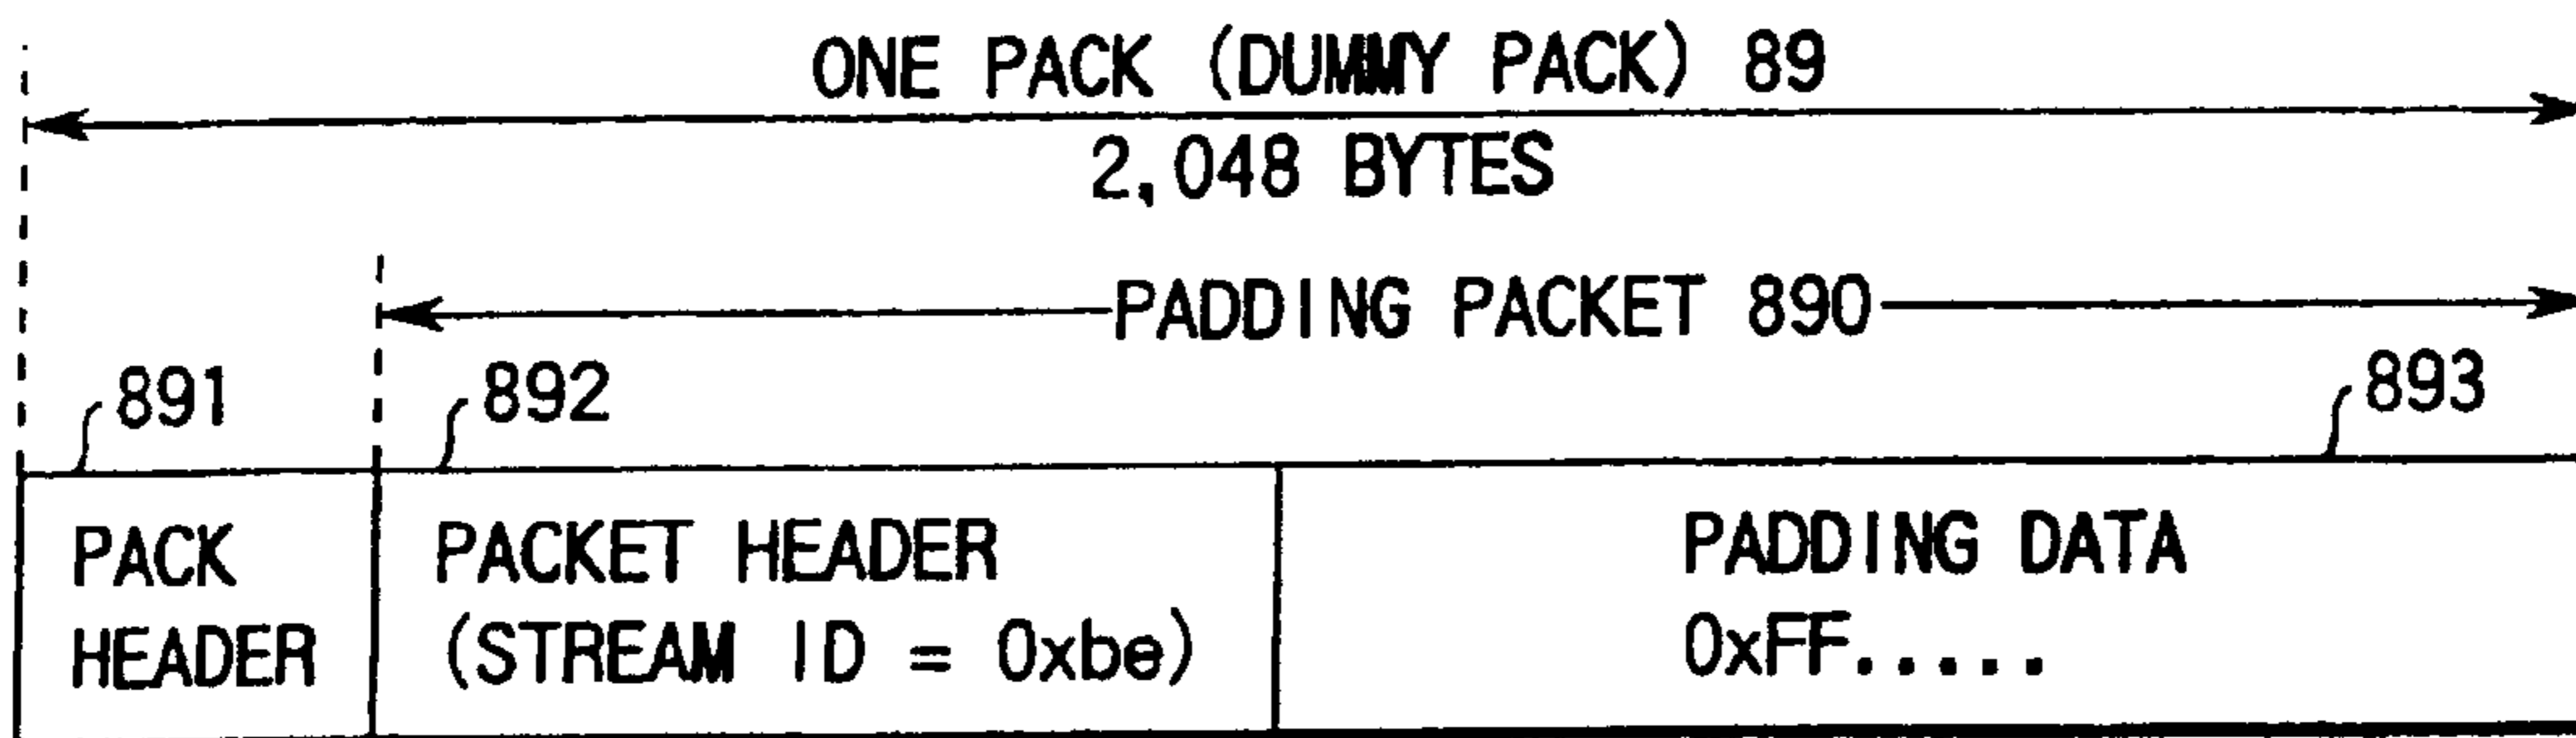 ONE PACK (DUMMY PACK) 89
2,048 BYTES
PADDING PACKET 890
891
892
893
PACK
HEADER
PACKET HEADER
(STREAM ID = 0xbe)
PADDING DATA
0xFF.....